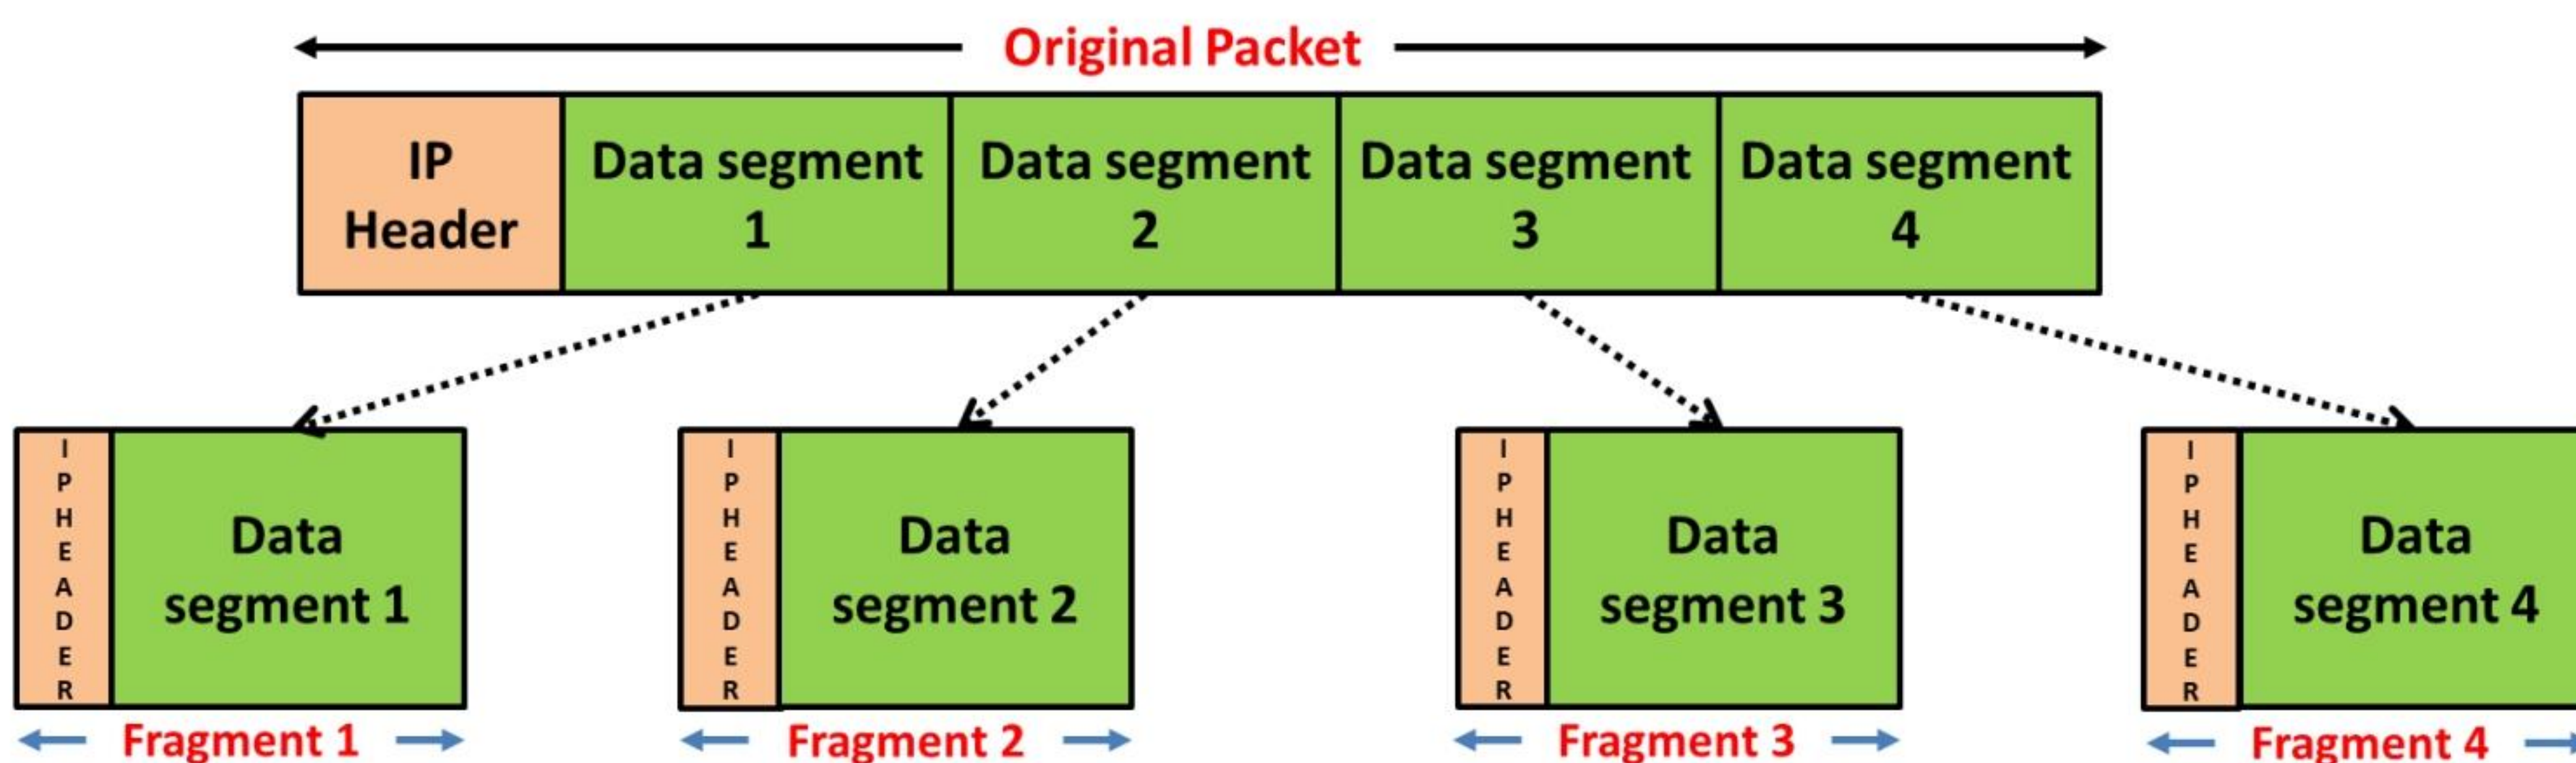 Original Packet
IP
Header
Data segment
1
Data segment
2
Data segment
3
Data segment
4
I
P
H
E
A
D
E
R
Data
segment 1
I
P
H
E
A
D
E
R
Data
segment 2
I
P
H
E
A
D
E
R
Data
segment 3
I
P
H
E
A
D
E
R
Data
segment 4
Fragment 1
Fragment 2
Fragment 3
Fragment 4